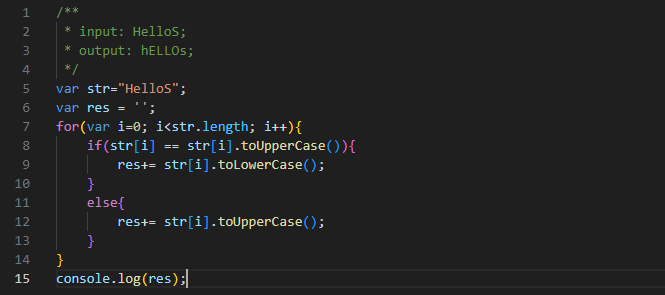 1 /**
2  * input: HelloS;
3  * output: hELLOs;
4  */
5 var str="HelloS";
6 var res = '';
7 for(var i=0; i<str.length; i++){
8     if(str[i] == str[i].toUpperCase()){
9         res+= str[i].toLowerCase();
10     }
11     else{
12         res+= str[i].toUpperCase();
13     }
14 }
15 console.log(res);